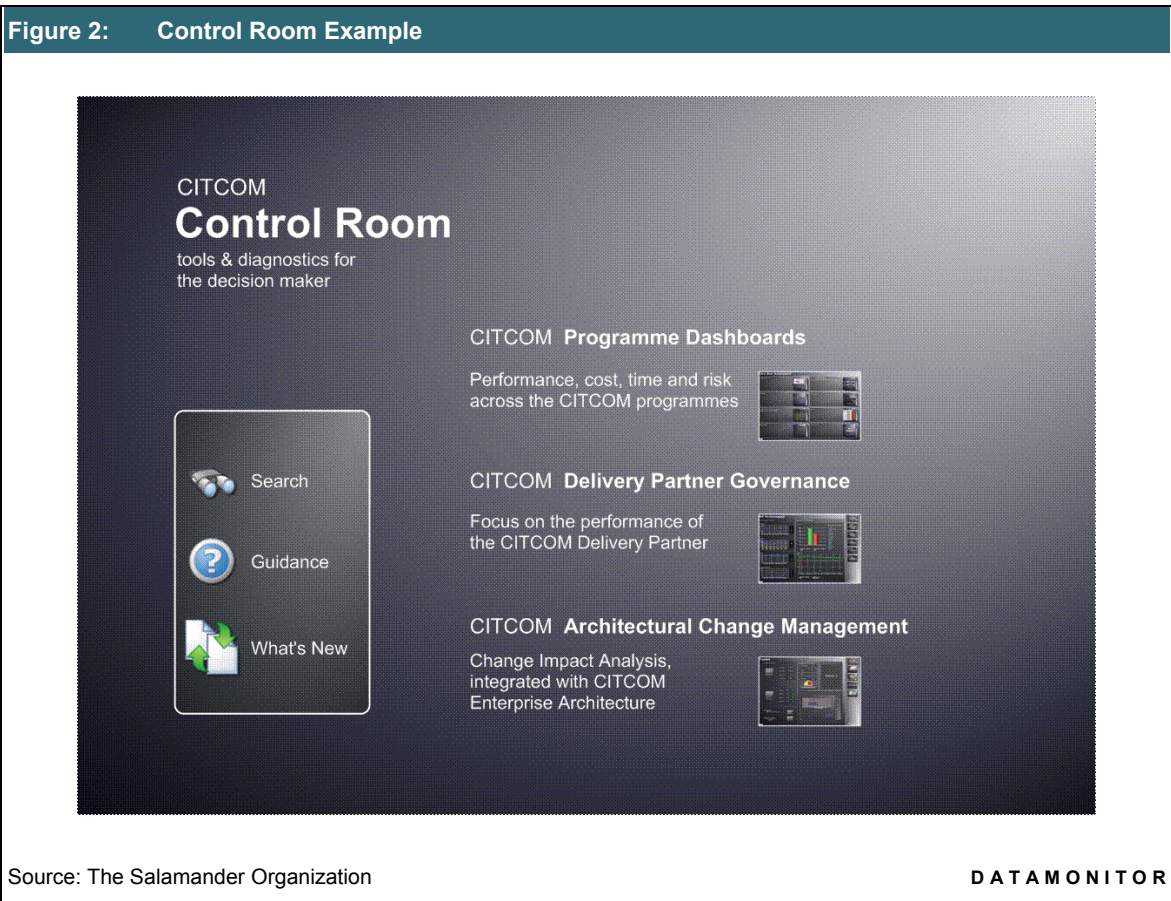 Figure 2: Control Room Example
CITCOM
Control Room
tools & diagnostics for
the decision maker
CITCOM Programme Dashboards
Performance, cost, time and risk
across the CITCOM programmes
Search
Guidance
What's New
CITCOM Delivery Partner Governance
Focus on the performance of
the CITCOM Delivery Partner
CITCOM Architectural Change Management
Change Impact Analysis,
integrated with CITCOM
Enterprise Architecture
Source: The Salamander Organization
DATAMONITOR